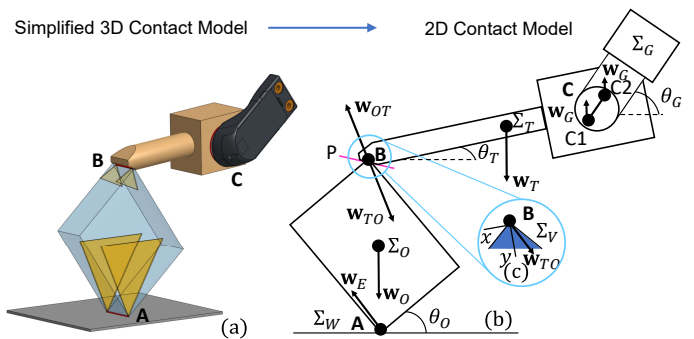 Simplified 3D Contact Model
2D Contact Model
B
C
A
(a)
w_OT
P
B
w_TO
Σ_O
w_E
w_O
A
Σ_W
θ_O
(b)
Σ_T
θ_T
w_T
B
x
y
Σ_V
w_TO
(c)
Σ_G
w_G
C
C2
w_G
C1
θ_G